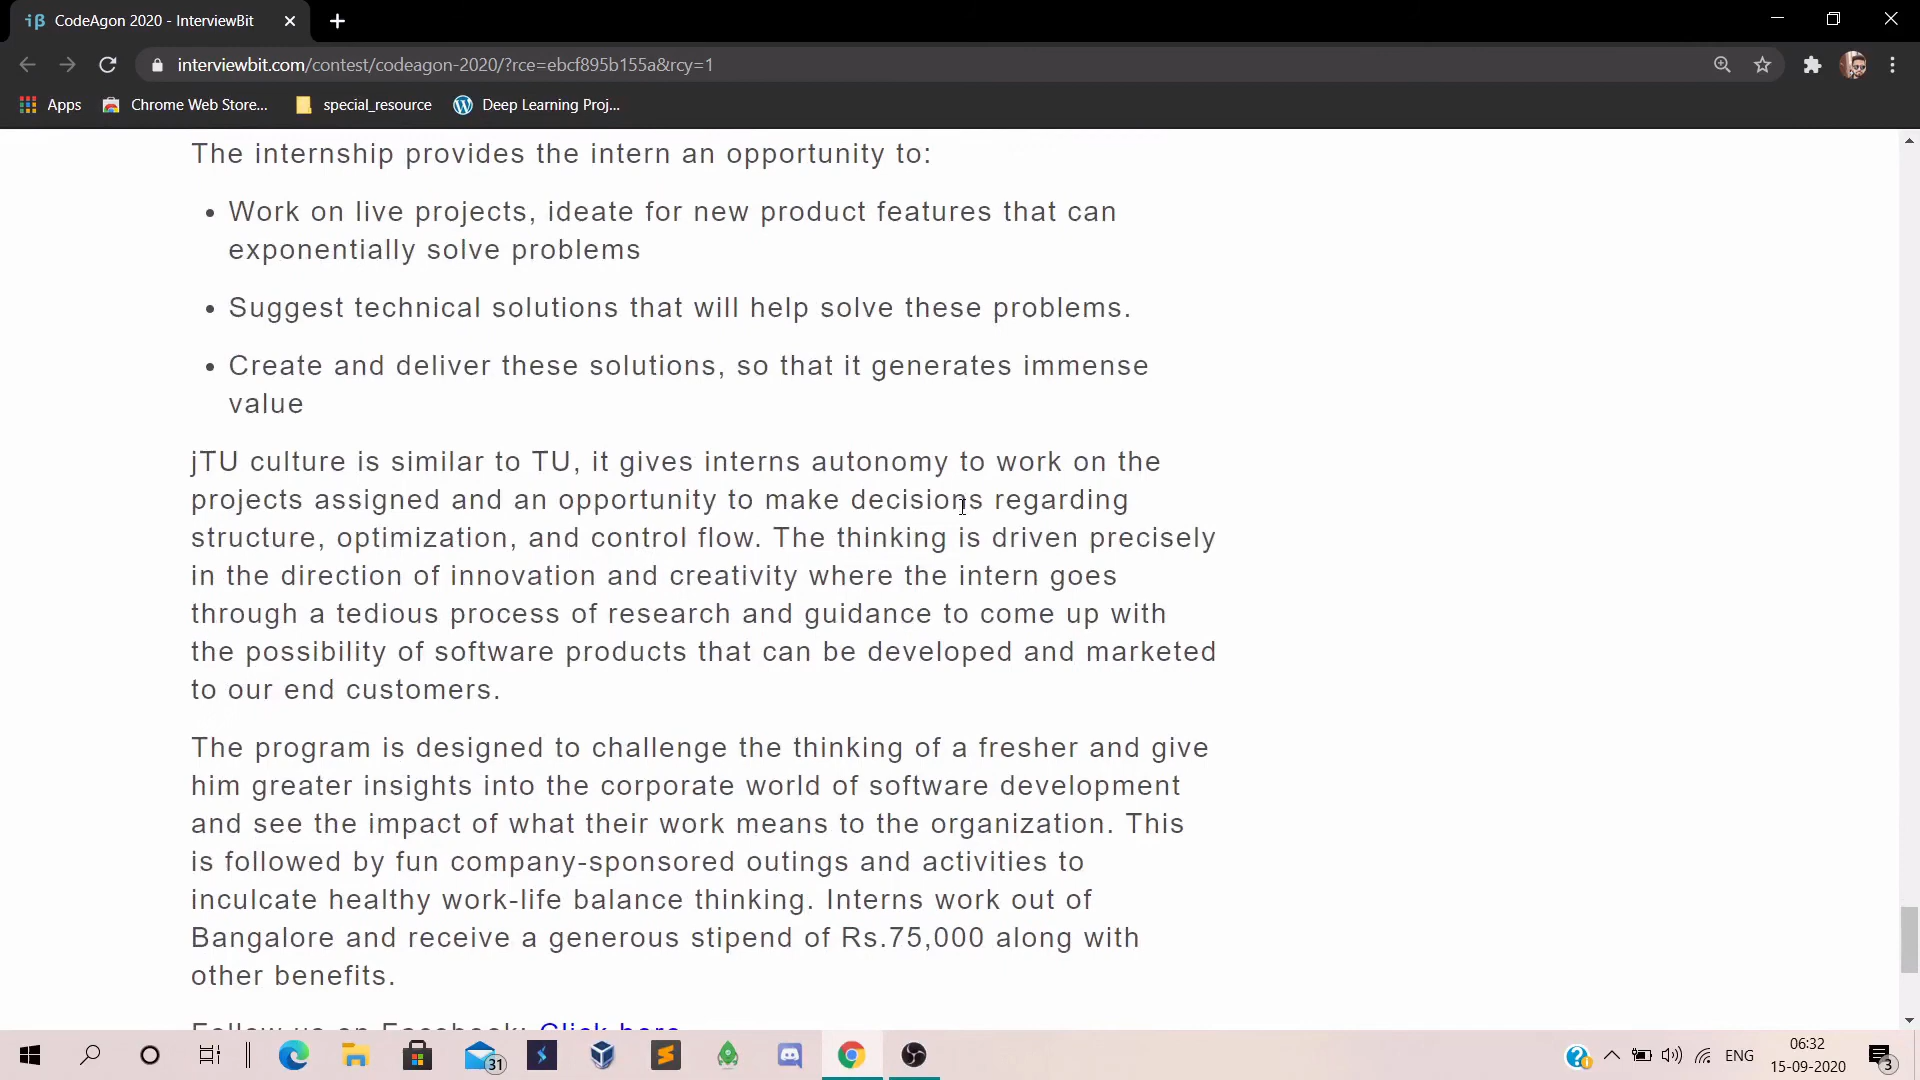 CodeAgon 2020 - InterviewBit
interviewbit.com/contest/codeagon-2020/?rce=ebcf895b155a&rcy=1
Apps Chrome Web Store... special_resource Deep Learning Proj...
The internship provides the intern an opportunity to:
• Work on live projects, ideate for new product features that can
exponentially solve problems
• Suggest technical solutions that will help solve these problems.
• Create and deliver these solutions, so that it generates immense
value
jTU culture is similar to TU, it gives interns autonomy to work on the
projects assigned and an opportunity to make decisions regarding
structure, optimization, and control flow. The thinking is driven precisely
in the direction of innovation and creativity where the intern goes
through a tedious process of research and guidance to come up with
the possibility of software products that can be developed and marketed
to our end customers.
The program is designed to challenge the thinking of a fresher and give
him greater insights into the corporate world of software development
and see the impact of what their work means to the organization. This
is followed by fun company-sponsored outings and activities to
inculcate healthy work-life balance thinking. Interns work out of
Bangalore and receive a generous stipend of Rs.75,000 along with
other benefits.
Follow us on Facebook: Click here
31
ENG
06:32
15-09-2020
3